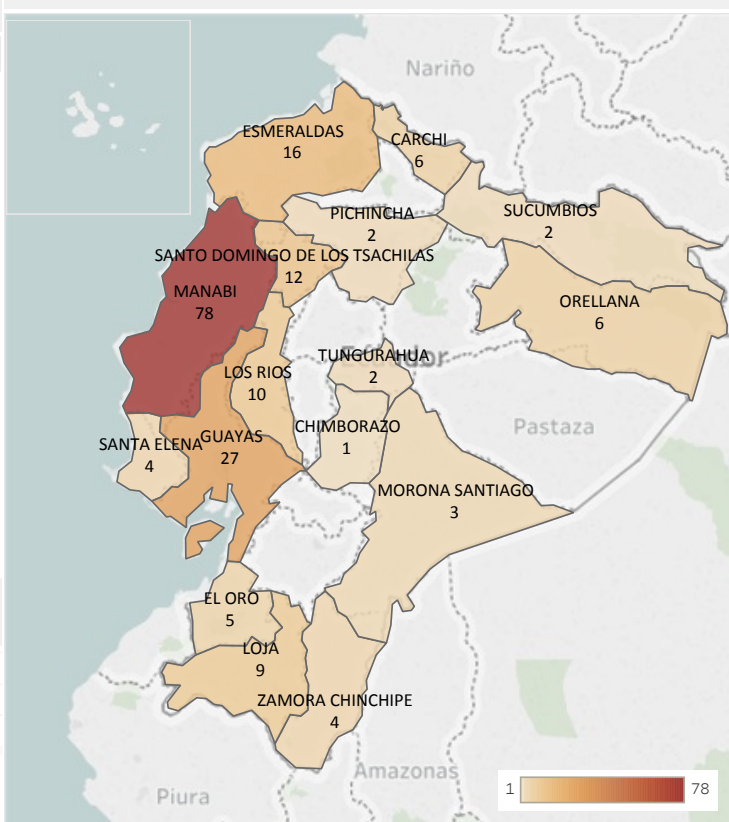 Nariño
ESMERALDAS
16
CARCHI
6
PICHINCHA
2
SUCUMBIOS
2
SANTO DOMINGO DE LOS TSACHILAS
12
MANABI
78
ORELLANA
6
Ecuador
TUNGURAHUA
2
LOS RIOS
10
CHIMBORAZO
1
Pastaza
SANTA ELENA
4
GUAYAS
27
MORONA SANTIAGO
3
EL ORO
5
LOJA
9
ZAMORA CHINCHIPE
4
Amazonas
Piura
1 78